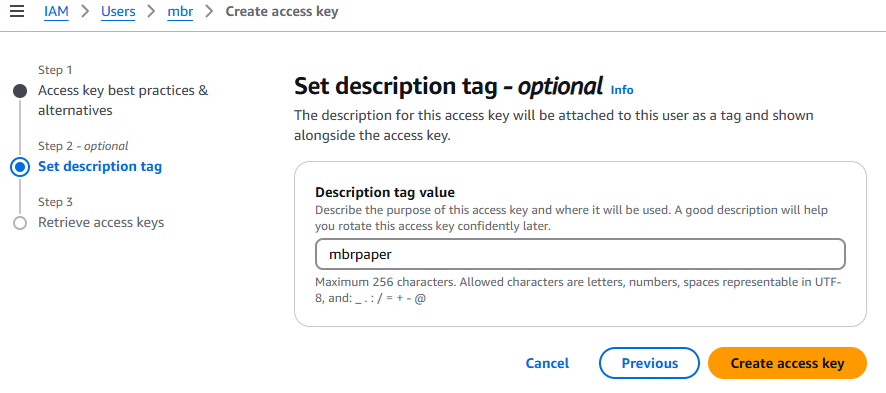 IAM > Users > mbr > Create access key
Step 1
Access key best practices &
alternatives
Step 2 - optional
Set description tag
Step 3
Retrieve access keys
Set description tag - optional Info
The description for this access key will be attached to this user as a tag and shown
alongside the access key.
Description tag value
Describe the purpose of this access key and where it will be used. A good description will help
you rotate this access key confidently later.
mbrpaper
Maximum 256 characters. Allowed characters are letters, numbers, spaces representable in UTF-
8, and: _ . : / = + - @
Cancel
Previous
Create access key